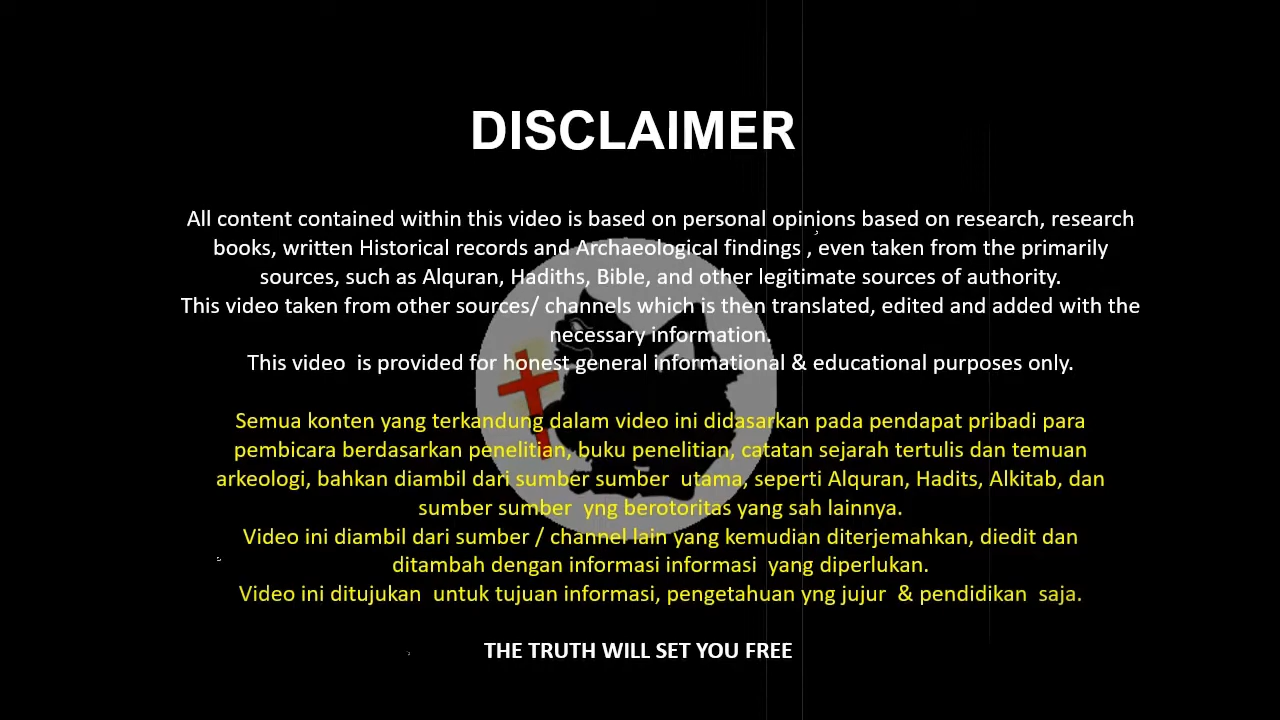 DISCLAIMER
All content contained within this video is based on personal opinions based on research, research
books, written Historical records and Archaeological findings , even taken from the primarily
sources, such as Alquran, Hadiths, Bible, and other legitimate sources of authority.
This video taken from other sources/ channels which is then translated, edited and added with the
necessary information.
This video  is provided for honest general informational & educational purposes only.
Semua konten yang terkandung dalam video ini didasarkan pada pendapat pribadi para
pembicara berdasarkan penelitian, buku penelitian, catatan sejarah tertulis dan temuan
arkeologi, bahkan diambil dari sumber sumber  utama, seperti Alquran, Hadits, Alkitab, dan
sumber sumber  yng berotoritas yang sah lainnya.
Video ini diambil dari sumber / channel lain yang kemudian diterjemahkan, diedit dan
ditambah dengan informasi informasi  yang diperlukan.
Video ini ditujukan  untuk tujuan informasi, pengetahuan yng jujur  & pendidikan  saja.
THE TRUTH WILL SET YOU FREE